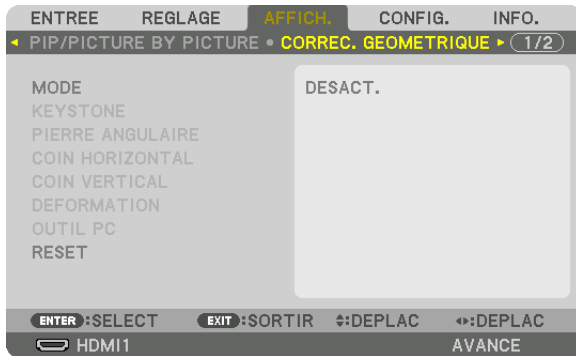 ENTREE REGLAGE AFFICH. CONFIG. INFO.
PIP/PICTURE BY PICTURE • CORREC. GEOMETRIQUE 1/2
MODE DESACT.
KEYSTONE
PIERRE ANGULAIRE
COIN HORIZONTAL
COIN VERTICAL
DEFORMATION
OUTIL PC
RESET
ENTER :SELECT EXIT :SORTIR :DEPLAC :DEPLAC
HDMI1 AVANCE